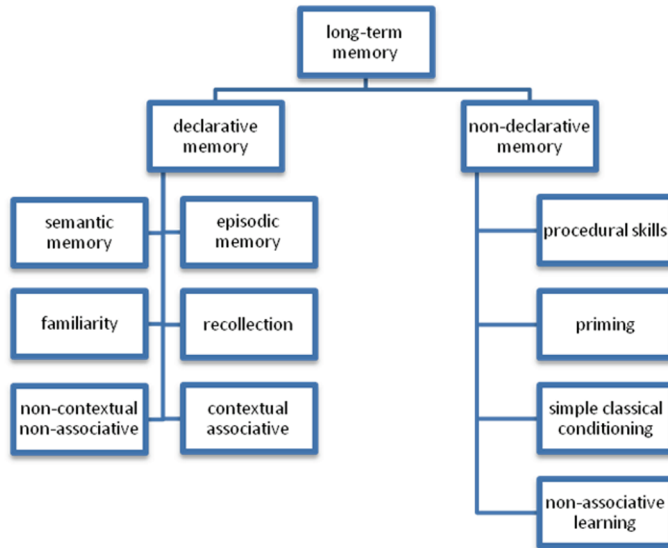 long-term
memory
declarative
memory
non-declarative
memory
semantic
memory
episodic
memory
procedural skills
familiarity
recollection
priming
non-contextual
non-associative
contextual
associative
simple classical
conditioning
non-associative
learning